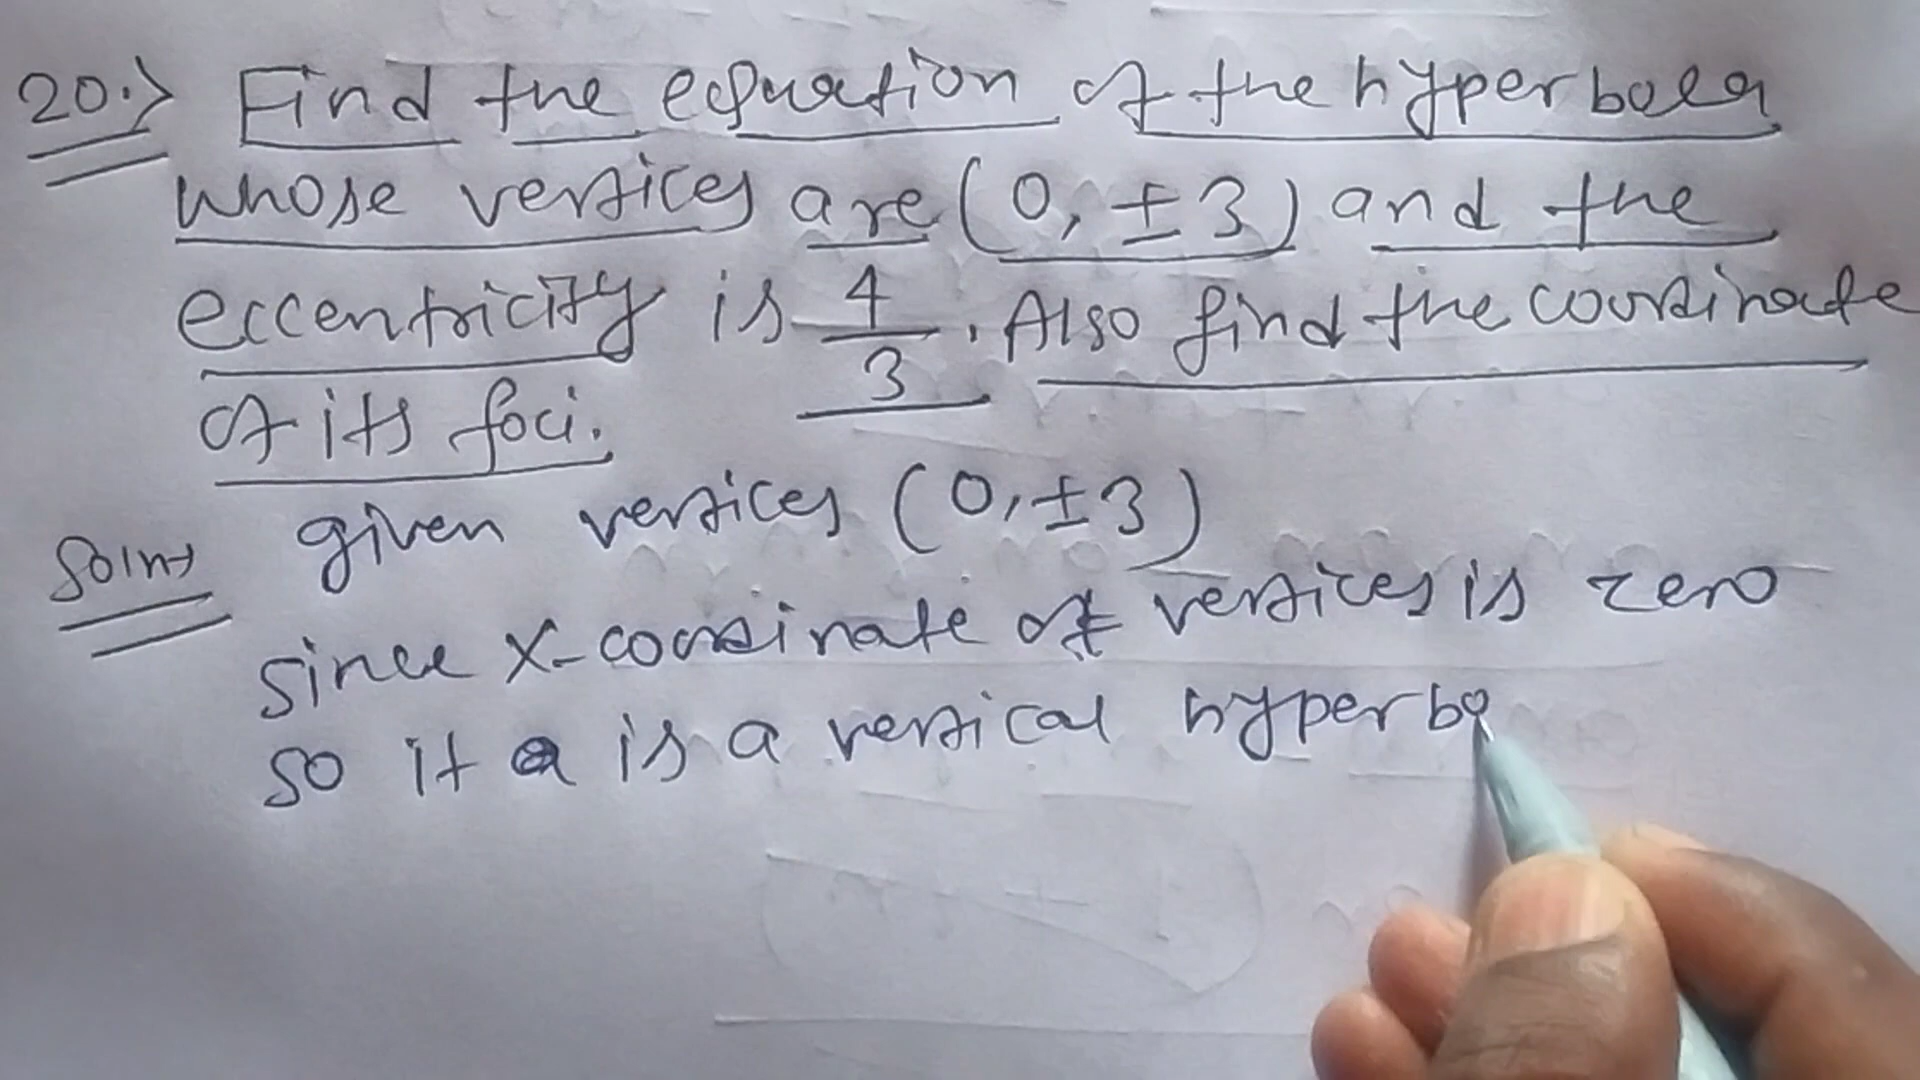 20.> Find the equation of the hyperbola
whose vertices are (0, ±3) and the
eccentricity is 4/3. Also find the coordinate
of its foci.
Soln> given vertices (0, ±3)
since x-coordinate of vertices is zero
so it is a vertical hyperbo